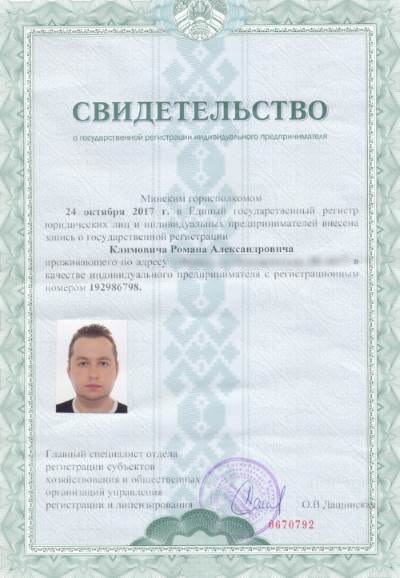 СВИДЕТЕЛЬСТВО
о государственной регистрации индивидуального предпринимателя
Минским горисполкомом
24 октября 2017 г. в Единый государственный регистр
юридических лиц и индивидуальных предпринимателей внесена
запись о государственной регистрации
Климовича Романа Александровича
проживающего по адресу в
качестве индивидуального предпринимателя с регистрационным
номером 192986798.
Главный специалист отдела
регистрации субъектов
хозяйствования и общественных
организаций управления
регистрации и лицензирования
О.В.Лащинская
0670792